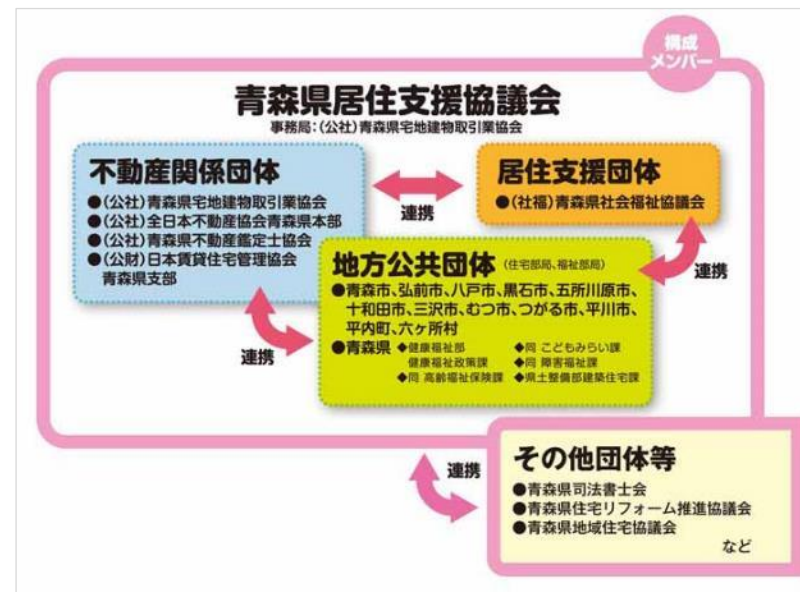 構成
メンバー
青森県居住支援協議会
事務局:(公社)青森県宅地建物取引業協会
不動産関係団体
●(公社)青森県宅地建物取引業協会
●(公社)全日本不動産協会青森県本部
●(公社)青森県不動産鑑定士協会
●(公財)日本賃貸住宅管理協会
青森県支部
連携
居住支援団体
●(社福)青森県社会福祉協議会
連携
地方公共団体 (住宅部局、福祉部局)
●青森市、弘前市、八戸市、黒石市、五所川原市、
十和田市、三沢市、むつ市、つがる市、平川市、
平内町、六ヶ所村
●青森県 ◆健康福祉部 ◆同 こどもみらい課
健康福祉政策課 ◆同 障害福祉課
◆同 高齢福祉保険課 ◆県土整備部建築住宅課
連携
連携
その他団体等
●青森県司法書士会
●青森県住宅リフォーム推進協議会
●青森県地域住宅協議会
など